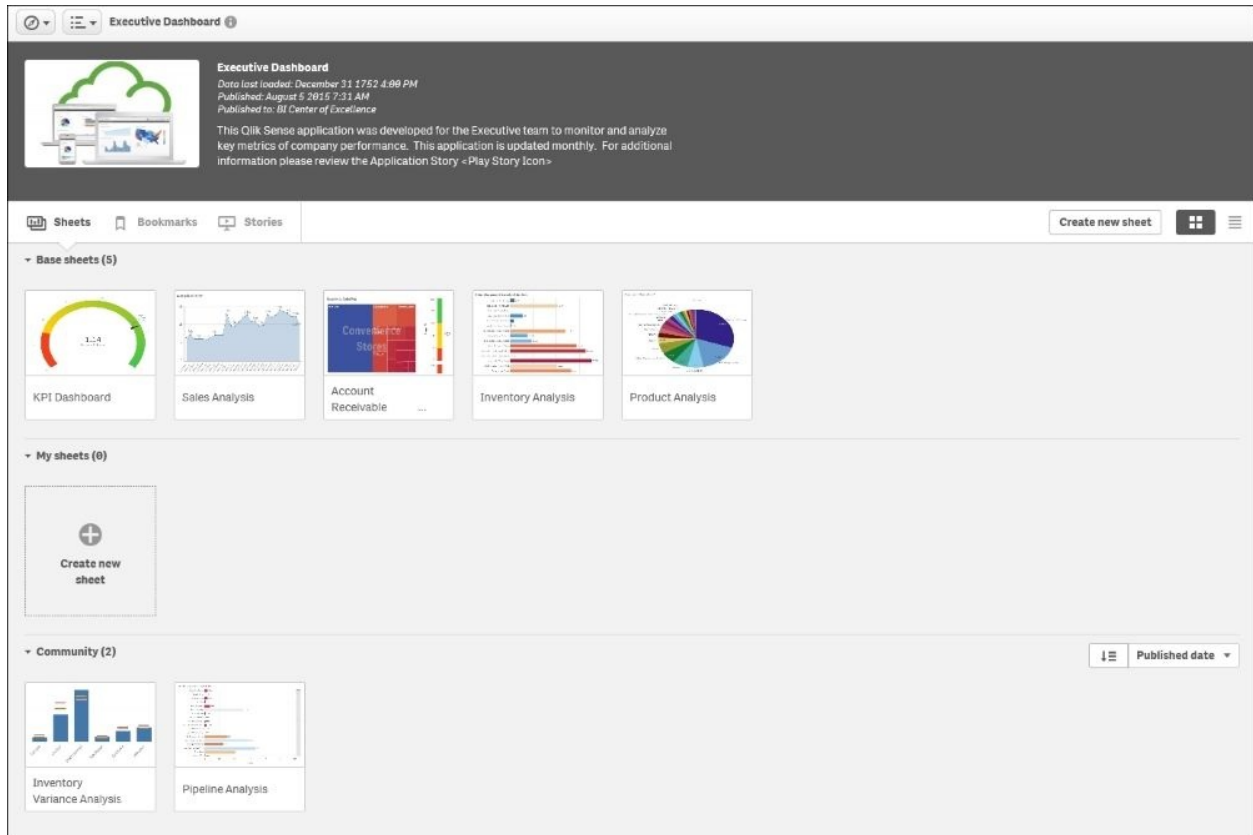 Executive Dashboard
Executive Dashboard
Data last loaded: December 31 1752 4:00 PM
Published: August 5 2015 7:31 AM
Published to: BI Center of Excellence
This Qlik Sense application was developed for the Executive team to monitor and analyze
key metrics of company performance. This application is updated monthly. For additional
information please review the Application Story <Play Story Icon>
Sheets
Bookmarks
Stories
Create new sheet
Base sheets (5)
1.14
Convenience
Stores
KPI Dashboard
Sales Analysis
Account
Receivable ...
Inventory Analysis
Product Analysis
My sheets (0)
Create new
sheet
Community (2)
Published date
Inventory
Variance Analysis
Pipeline Analysis